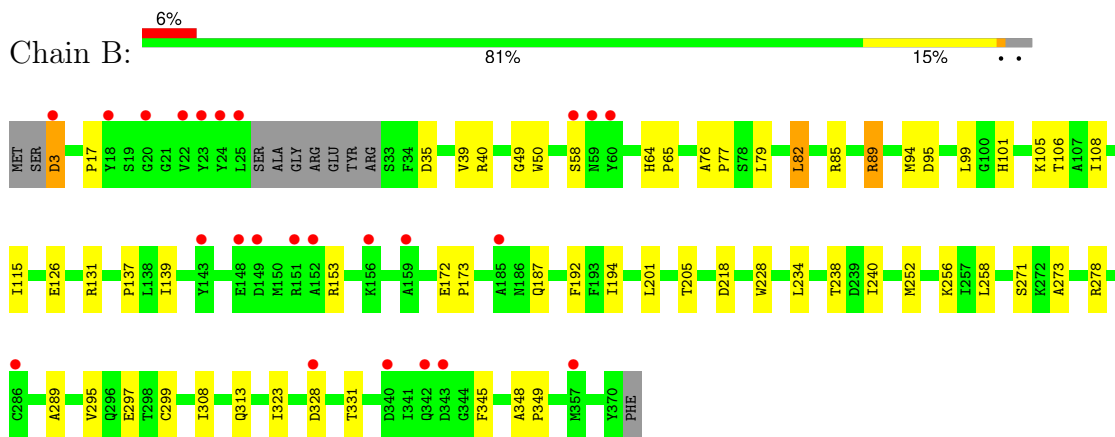 6%
Chain B:
81% 15% • •
MET SER D3 P17 Y18 S19 G20 G21 V22 Y23 Y24 L25 SER ALA GLY ARG GLU TYR ARG S33 F34 D35 V39 R40 G49 W50 S58 N59 Y60 H64 P65 A76 P77 S78 L79 L82 R85 R89 M94 D95 L99 G100 H101 K105 T106 A107 I108
I115 E126 R131 P137 L138 I139 Y143 E148 D149 M150 R151 A152 R153 K156 A159 E172 P173 A185 N186 Q187 F192 F193 I194 L201 T205 D218 W228 L234 T238 D239 I240 M252 K256 I257 L258 S271 K272 A273 R278
C286 A289 V295 Q296 E297 T298 C299 I308 Q313 I323 D328 T331 D340 I341 Q342 D343 G344 F345 A348 P349 M357 Y370 PHE